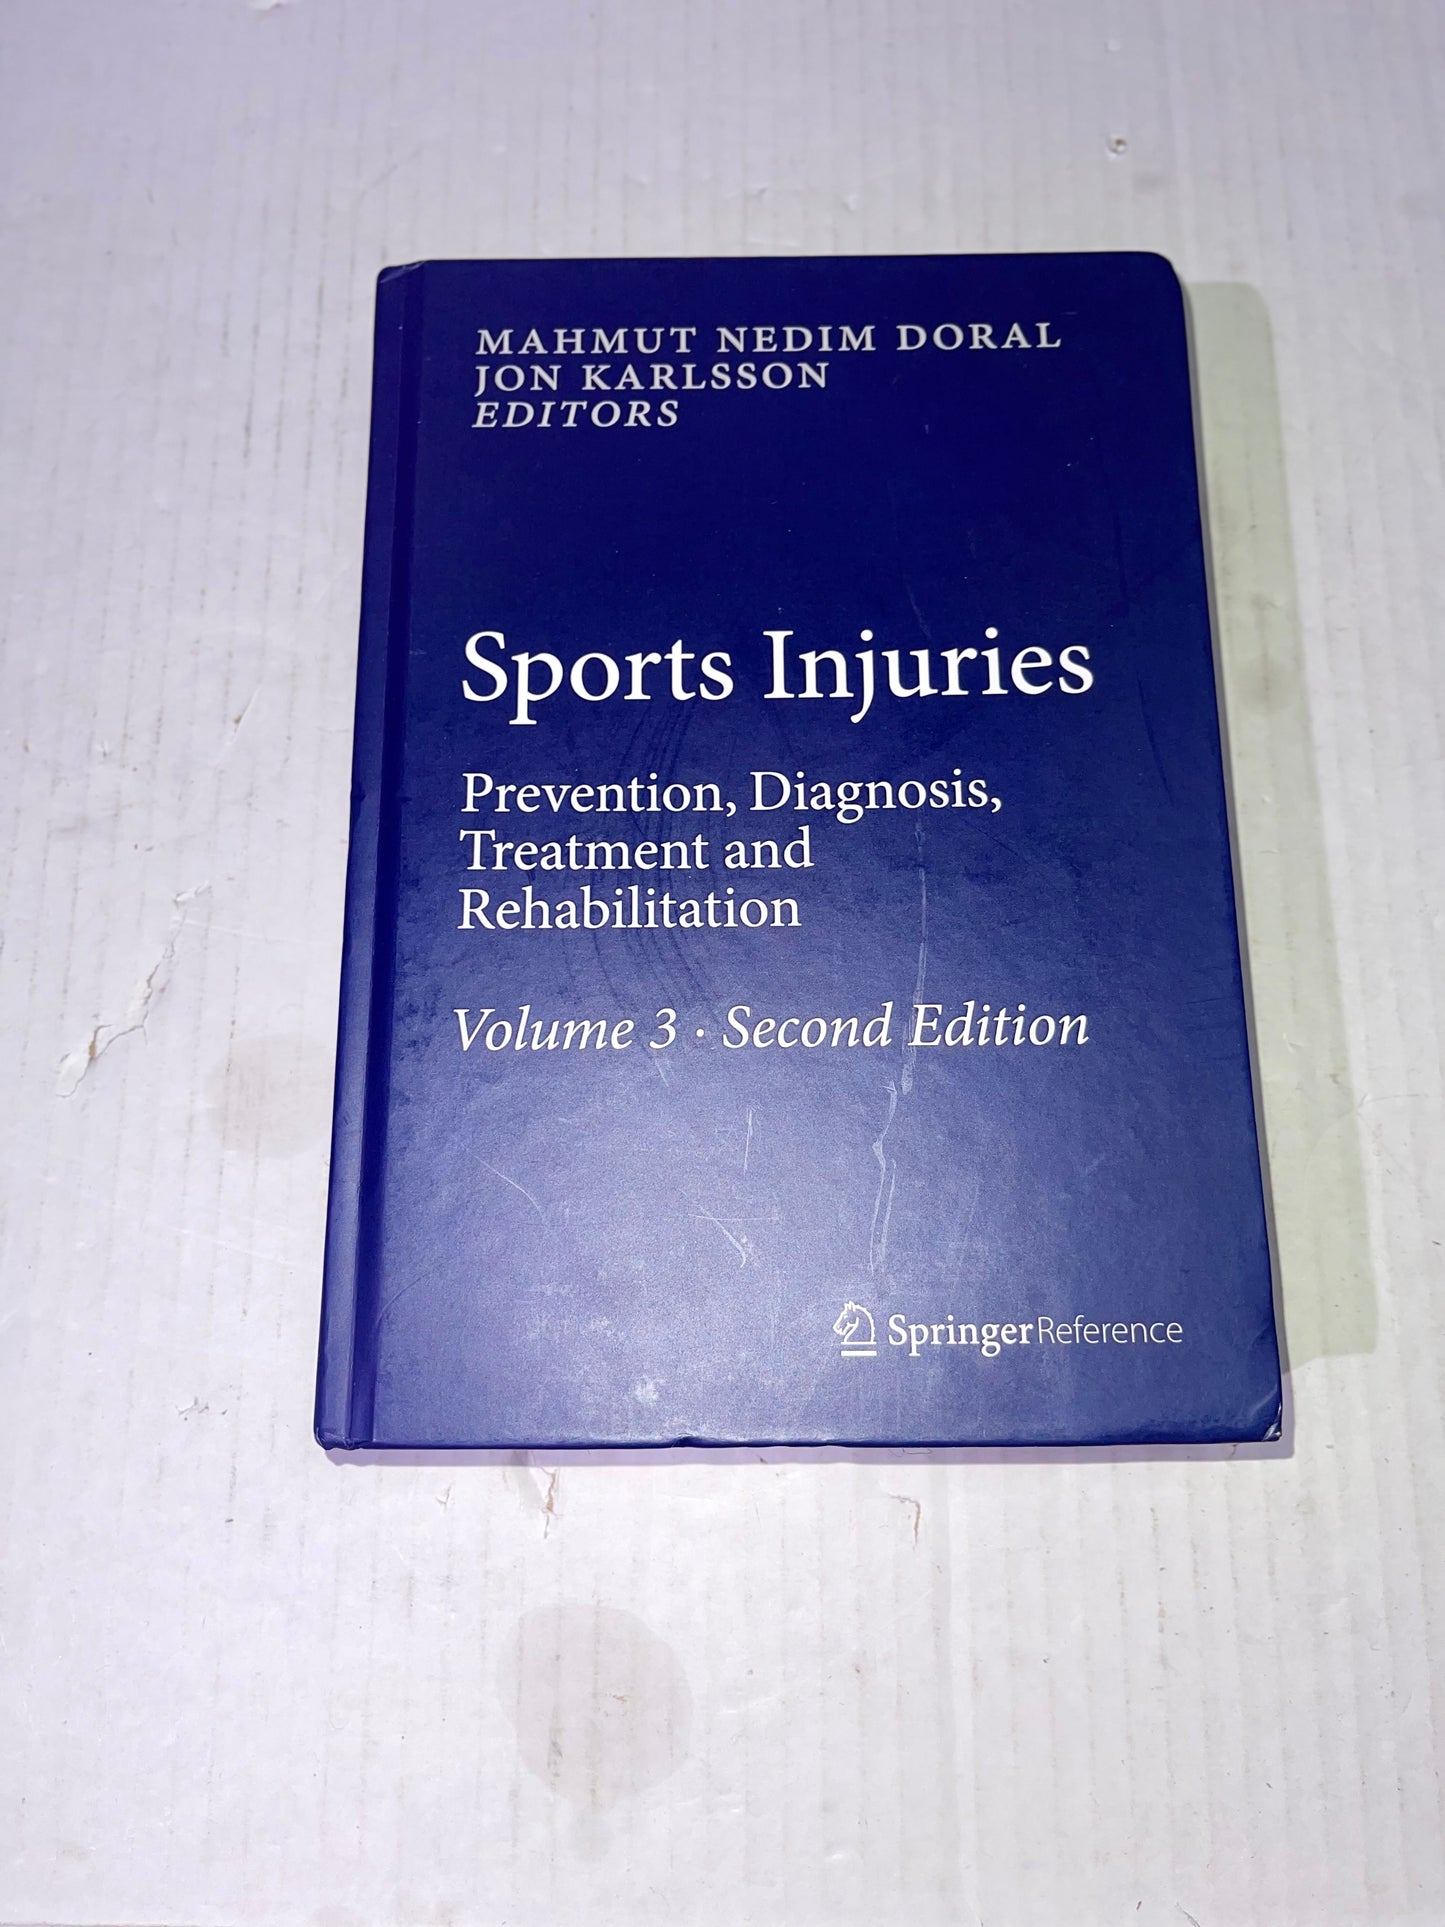 MAHMUT NEDIM DORAL
JON KARLSSON
EDITORS
Sports Injuries
Prevention, Diagnosis,
Treatment and
Rehabilitation
Volume 3 · Second Edition
SpringerReference